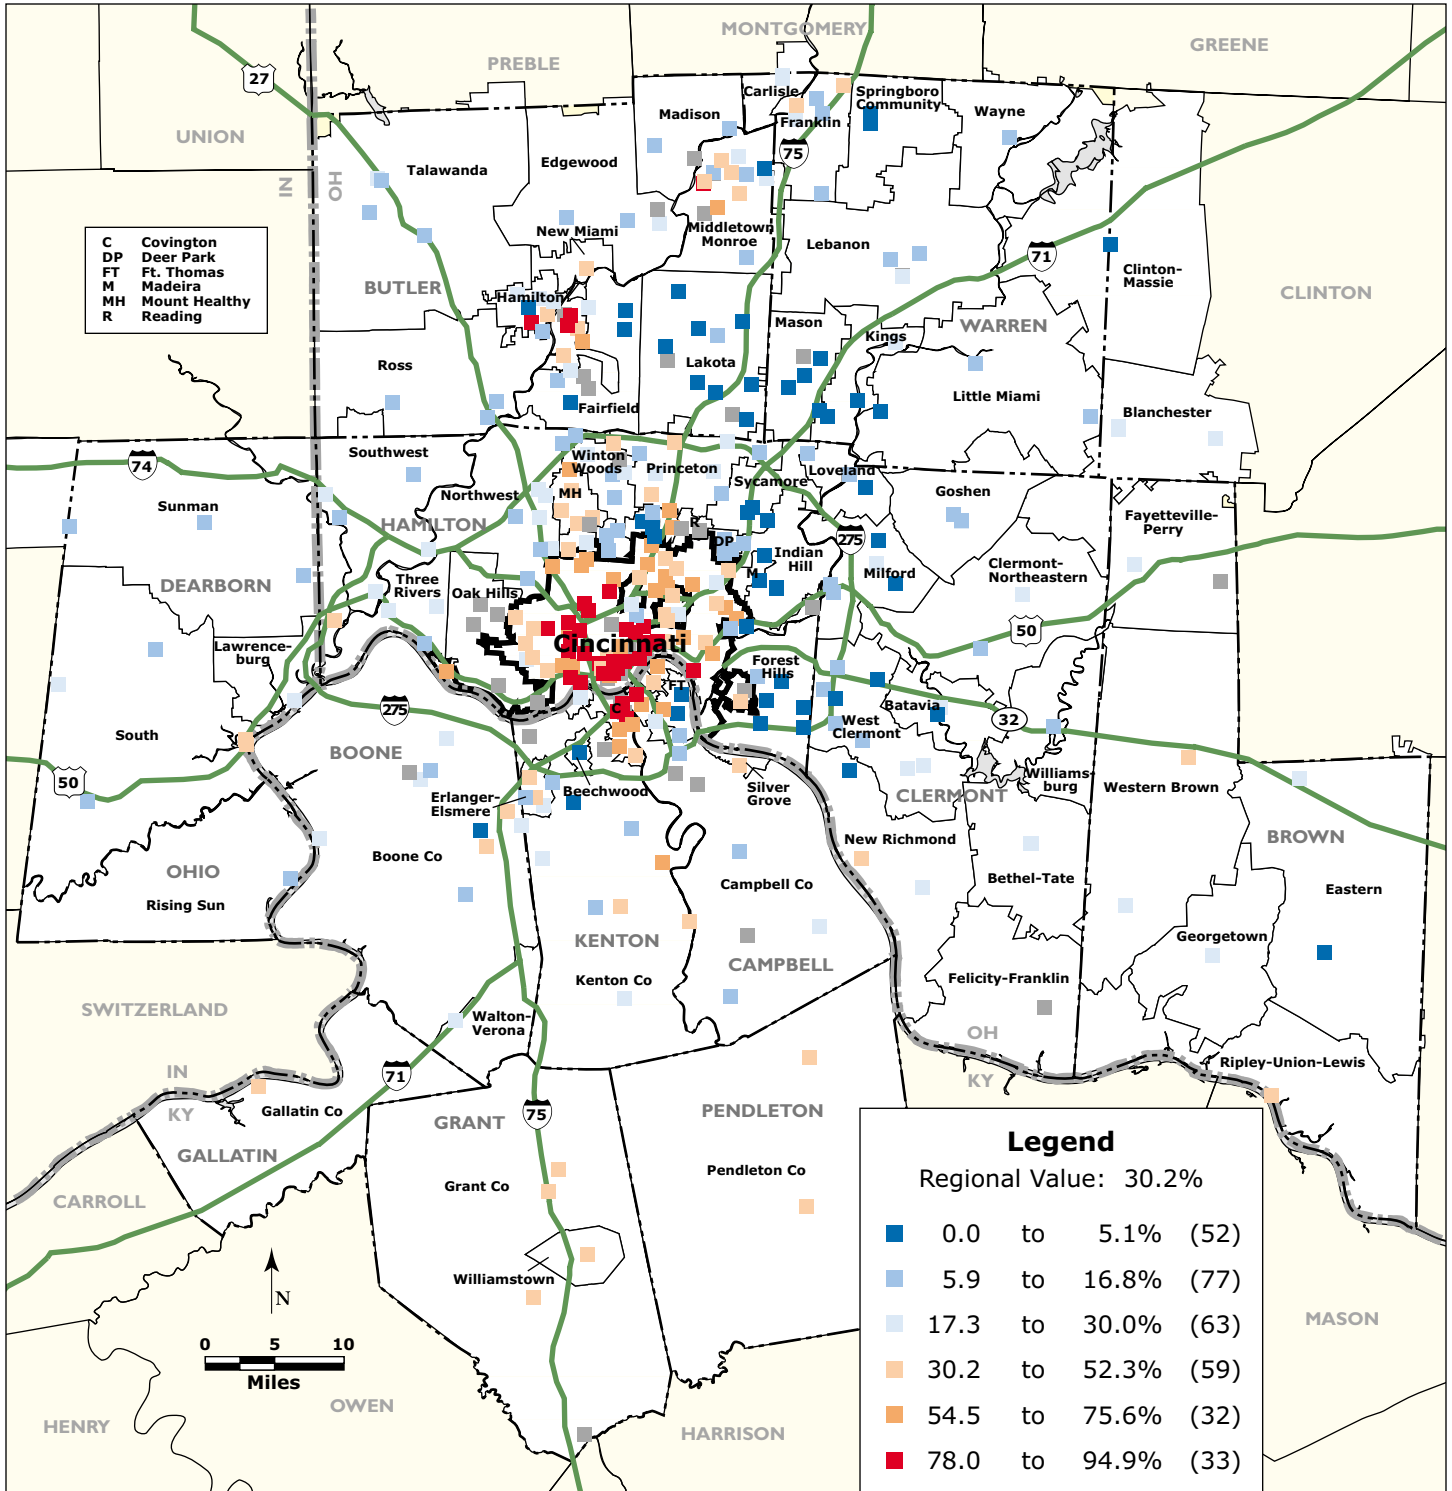 MONTGOMERY
GREENE
PREBLE
27
UNION
Carlisle
Springboro
Community
Madison
Franklin
Wayne
75
Talawanda
Edgewood
IN
OH
C Covington
DP Deer Park
FT Ft. Thomas
M Madeira
MH Mount Healthy
R Reading
New Miami
Middletown
Monroe
Lebanon
71
Clinton-
Massie
BUTLER
Hamilton
CLINTON
Mason
WARREN
Kings
Ross
Lakota
Little Miami
Fairfield
Blanchester
Southwest
Winton
Woods
Princeton
Loveland
74
Sycamore
Northwest
MH
Goshen
Sunman
HAMILTON
R
Fayetteville-
Perry
DP
275
Indian
Hill
DEARBORN
Three
Rivers
M
Milford
Clermont-
Northeastern
Oak Hills
50
Cincinnati
Lawrence-
burg
Forest
Hills
FT
275
C
Batavia
32
South
West
Clermont
BOONE
50
Beechwood
Silver
Grove
Williams-
burg
Western Brown
Erlanger-
Elsmere
CLERMONT
BROWN
New Richmond
Boone Co
OHIO
Bethel-Tate
Campbell Co
Eastern
Rising Sun
KENTON
Georgetown
CAMPBELL
Kenton Co
Felicity-Franklin
SWITZERLAND
Walton-
Verona
OH
IN
71
KY
Ripley-Union-Lewis
KY
Gallatin Co
75
GRANT
PENDLETON
GALLATIN
Pendleton Co
Grant Co
CARROLL
Williamstown
N
0 5 10
Miles
OWEN
HENRY
HARRISON
MASON
Legend
Regional Value: 30.2%
0.0 to 5.1% (52)
5.9 to 16.8% (77)
17.3 to 30.0% (63)
30.2 to 52.3% (59)
54.5 to 75.6% (32)
78.0 to 94.9% (33)